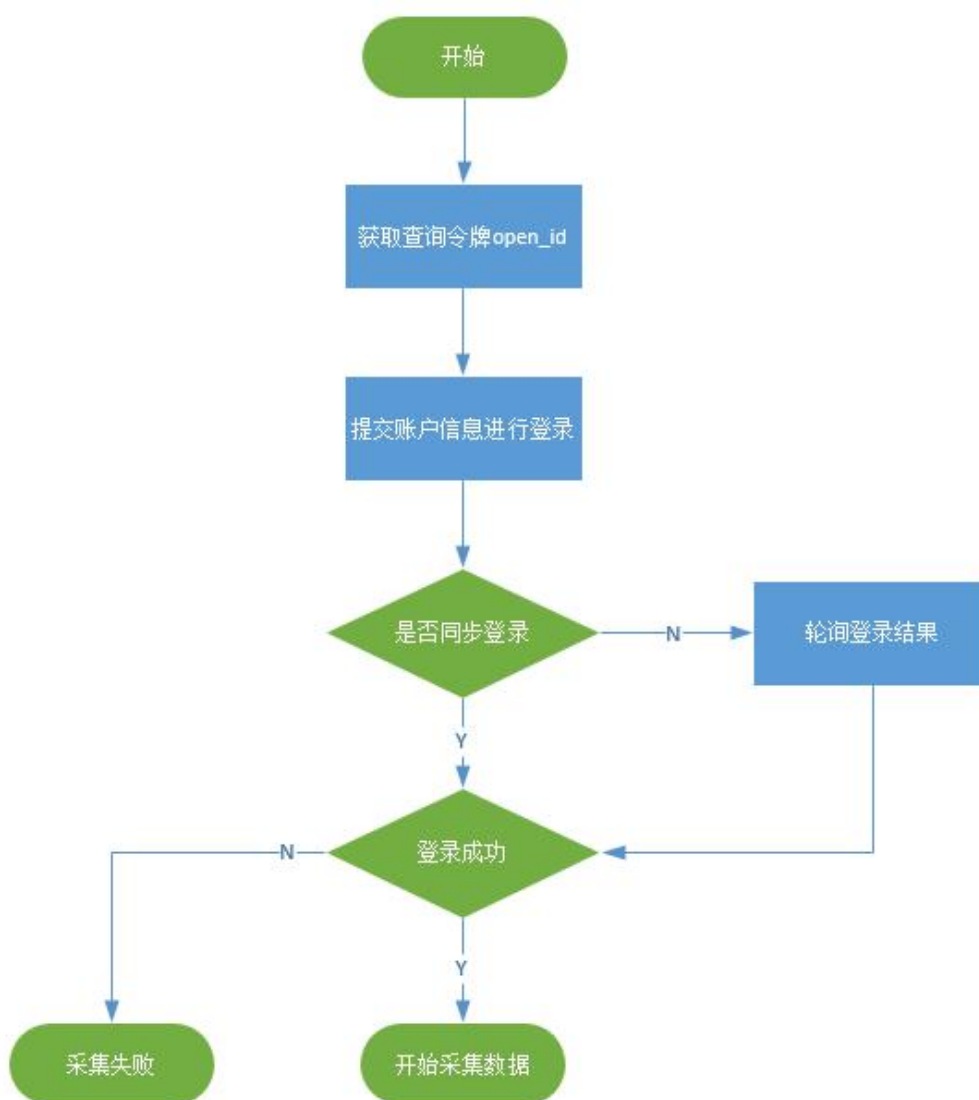 开始
获取查询令牌open_id
提交账户信息进行登录
是否同步登录
N
轮询登录结果
Y
登录成功
N
Y
采集失败
开始采集数据